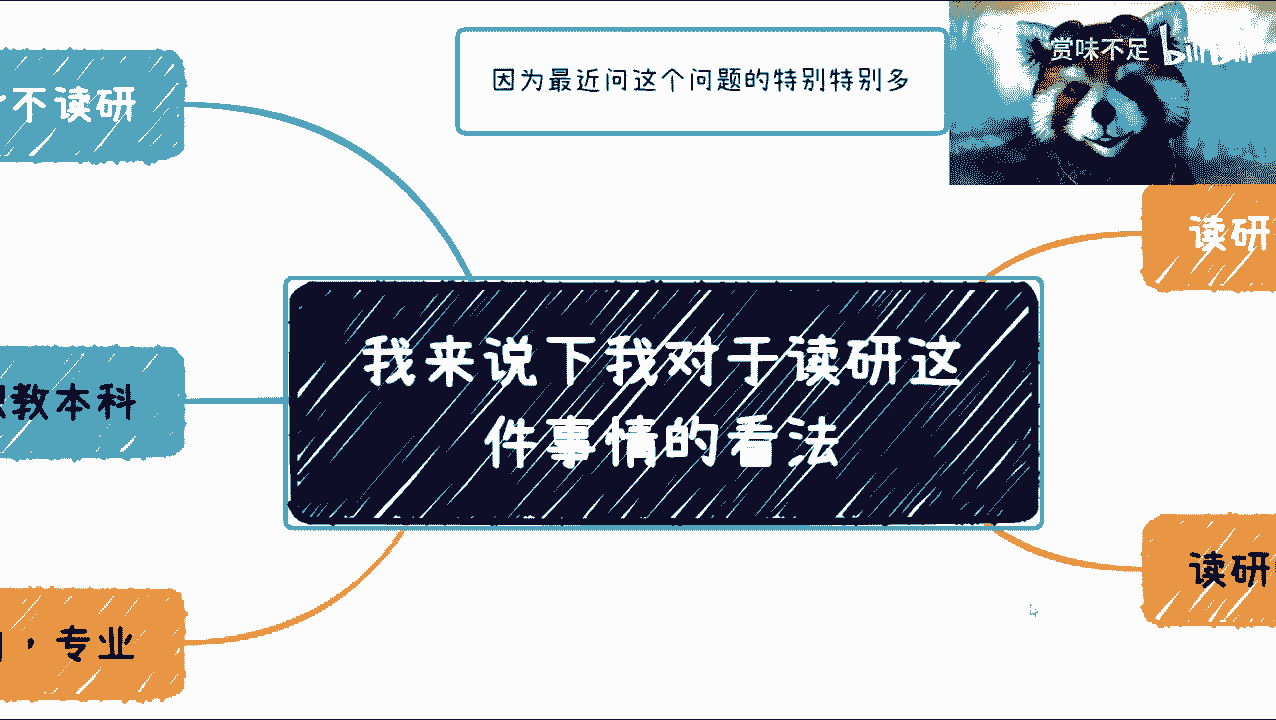 赏味不足 bilibili
因为最近问这个问题的特别特别多
不读研
读研
我来说下我对于读研这
件事情的看法
教本科
读研
，专业